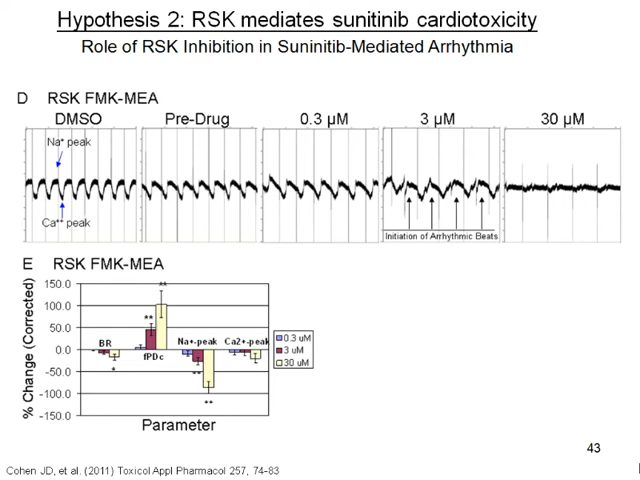 Hypothesis 2: RSK mediates sunitinib cardiotoxicity
Role of RSK Inhibition in Suninitib-Mediated Arrhythmia
D RSK FMK-MEA
DMSO Pre-Drug 0.3 µM 3 µM 30 µM
Na⁺ peak
Ca⁺⁺ peak
Initiation of Arrhythmic Beats
E RSK FMK-MEA
% Change (Corrected)
150.0
100.0
50.0
0.0
-50.0
-100.0
-150.0
**
**
BR fPDc Na+-peak Ca2+-peak
*
**
**
0.3 uM
3 uM
30 uM
Parameter
43
Cohen JD, et al. (2011) Toxicol Appl Pharmacol 257, 74-83